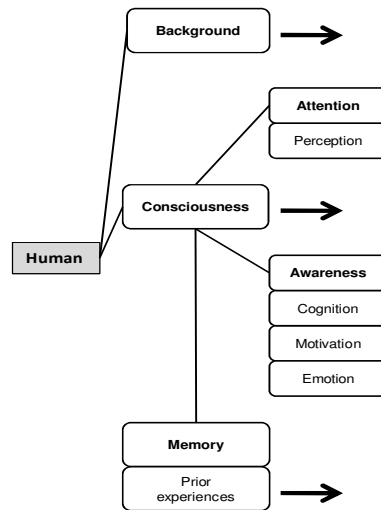 Background
Attention
Perception
Consciousness
Human
Awareness
Cognition
Motivation
Emotion
Memory
Prior
experiences